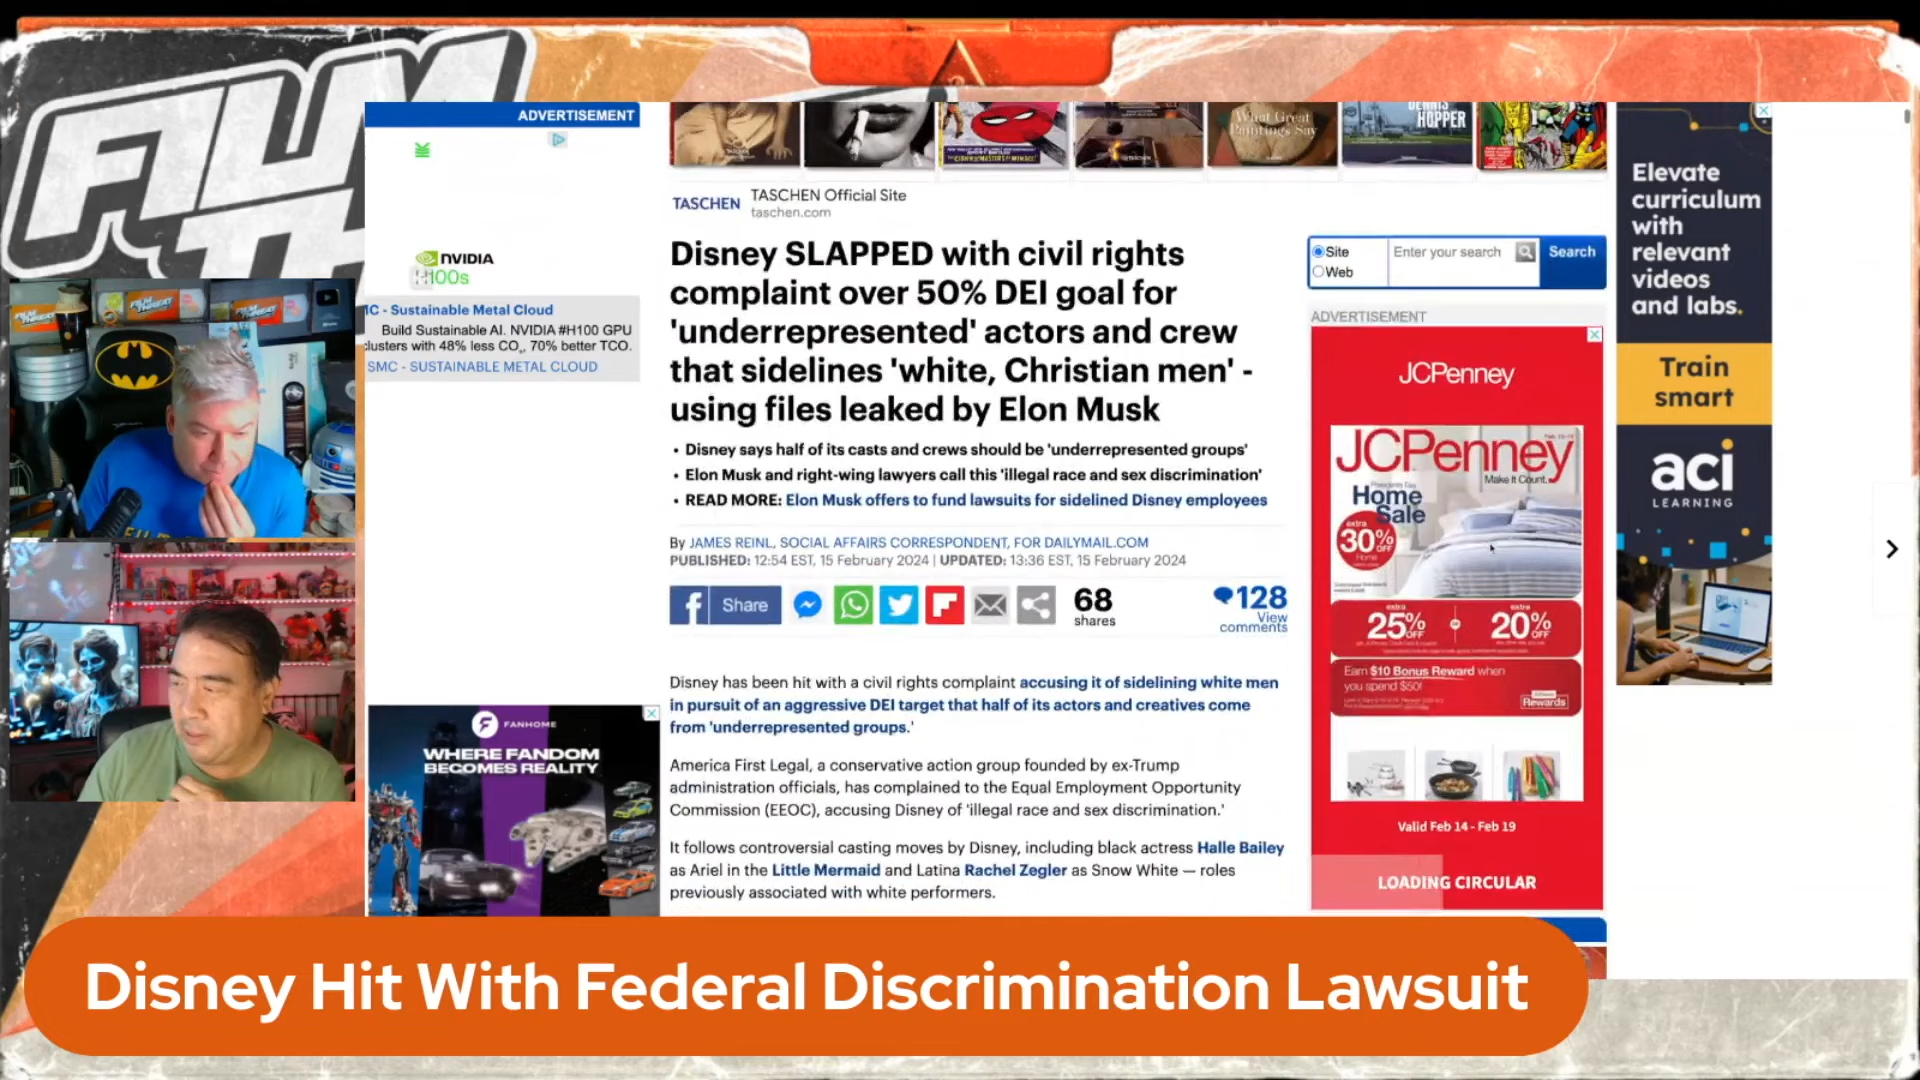 FILM
ADVERTISEMENT
NVIDIA
H100s
IC - Sustainable Metal Cloud
Build Sustainable AI. NVIDIA #H100 GPU
clusters with 48% less CO₂, 70% better TCO.
SMC - SUSTAINABLE METAL CLOUD
What Great
Paintings Say
DENNIS
HOPPER
TASCHEN
TASCHEN Official Site
taschen.com
Disney SLAPPED with civil rights
complaint over 50% DEI goal for
'underrepresented' actors and crew
that sidelines 'white, Christian men' -
using files leaked by Elon Musk
• Disney says half of its casts and crews should be 'underrepresented groups'
• Elon Musk and right-wing lawyers call this 'illegal race and sex discrimination'
• READ MORE: Elon Musk offers to fund lawsuits for sidelined Disney employees
By JAMES REINL, SOCIAL AFFAIRS CORRESPONDENT, FOR DAILYMAIL.COM
PUBLISHED: 12:54 EST, 15 February 2024 | UPDATED: 13:36 EST, 15 February 2024
Share
68
shares
128
View
comments
Disney has been hit with a civil rights complaint accusing it of sidelining white men
in pursuit of an aggressive DEI target that half of its actors and creatives come
from 'underrepresented groups.'
America First Legal, a conservative action group founded by ex-Trump
administration officials, has complained to the Equal Employment Opportunity
Commission (EEOC), accusing Disney of 'illegal race and sex discrimination.'
It follows controversial casting moves by Disney, including black actress Halle Bailey
as Ariel in the Little Mermaid and Latina Rachel Zegler as Snow White — roles
previously associated with white performers.
FANHOME
WHERE FANDOM
BECOMES REALITY
Site
Web
Enter your search
Search
ADVERTISEMENT
JCPenney
JCPenney
Make It Count.
Home
Sale
extra
30% OFF
extra
25% OFF
or
extra
20% OFF
Earn $10 Bonus Reward when
you spend $50!
Rewards
Valid Feb 14 - Feb 19
LOADING CIRCULAR
Elevate
curriculum
with
relevant
videos
and labs.
Train
smart
aci
LEARNING
Disney Hit With Federal Discrimination Lawsuit